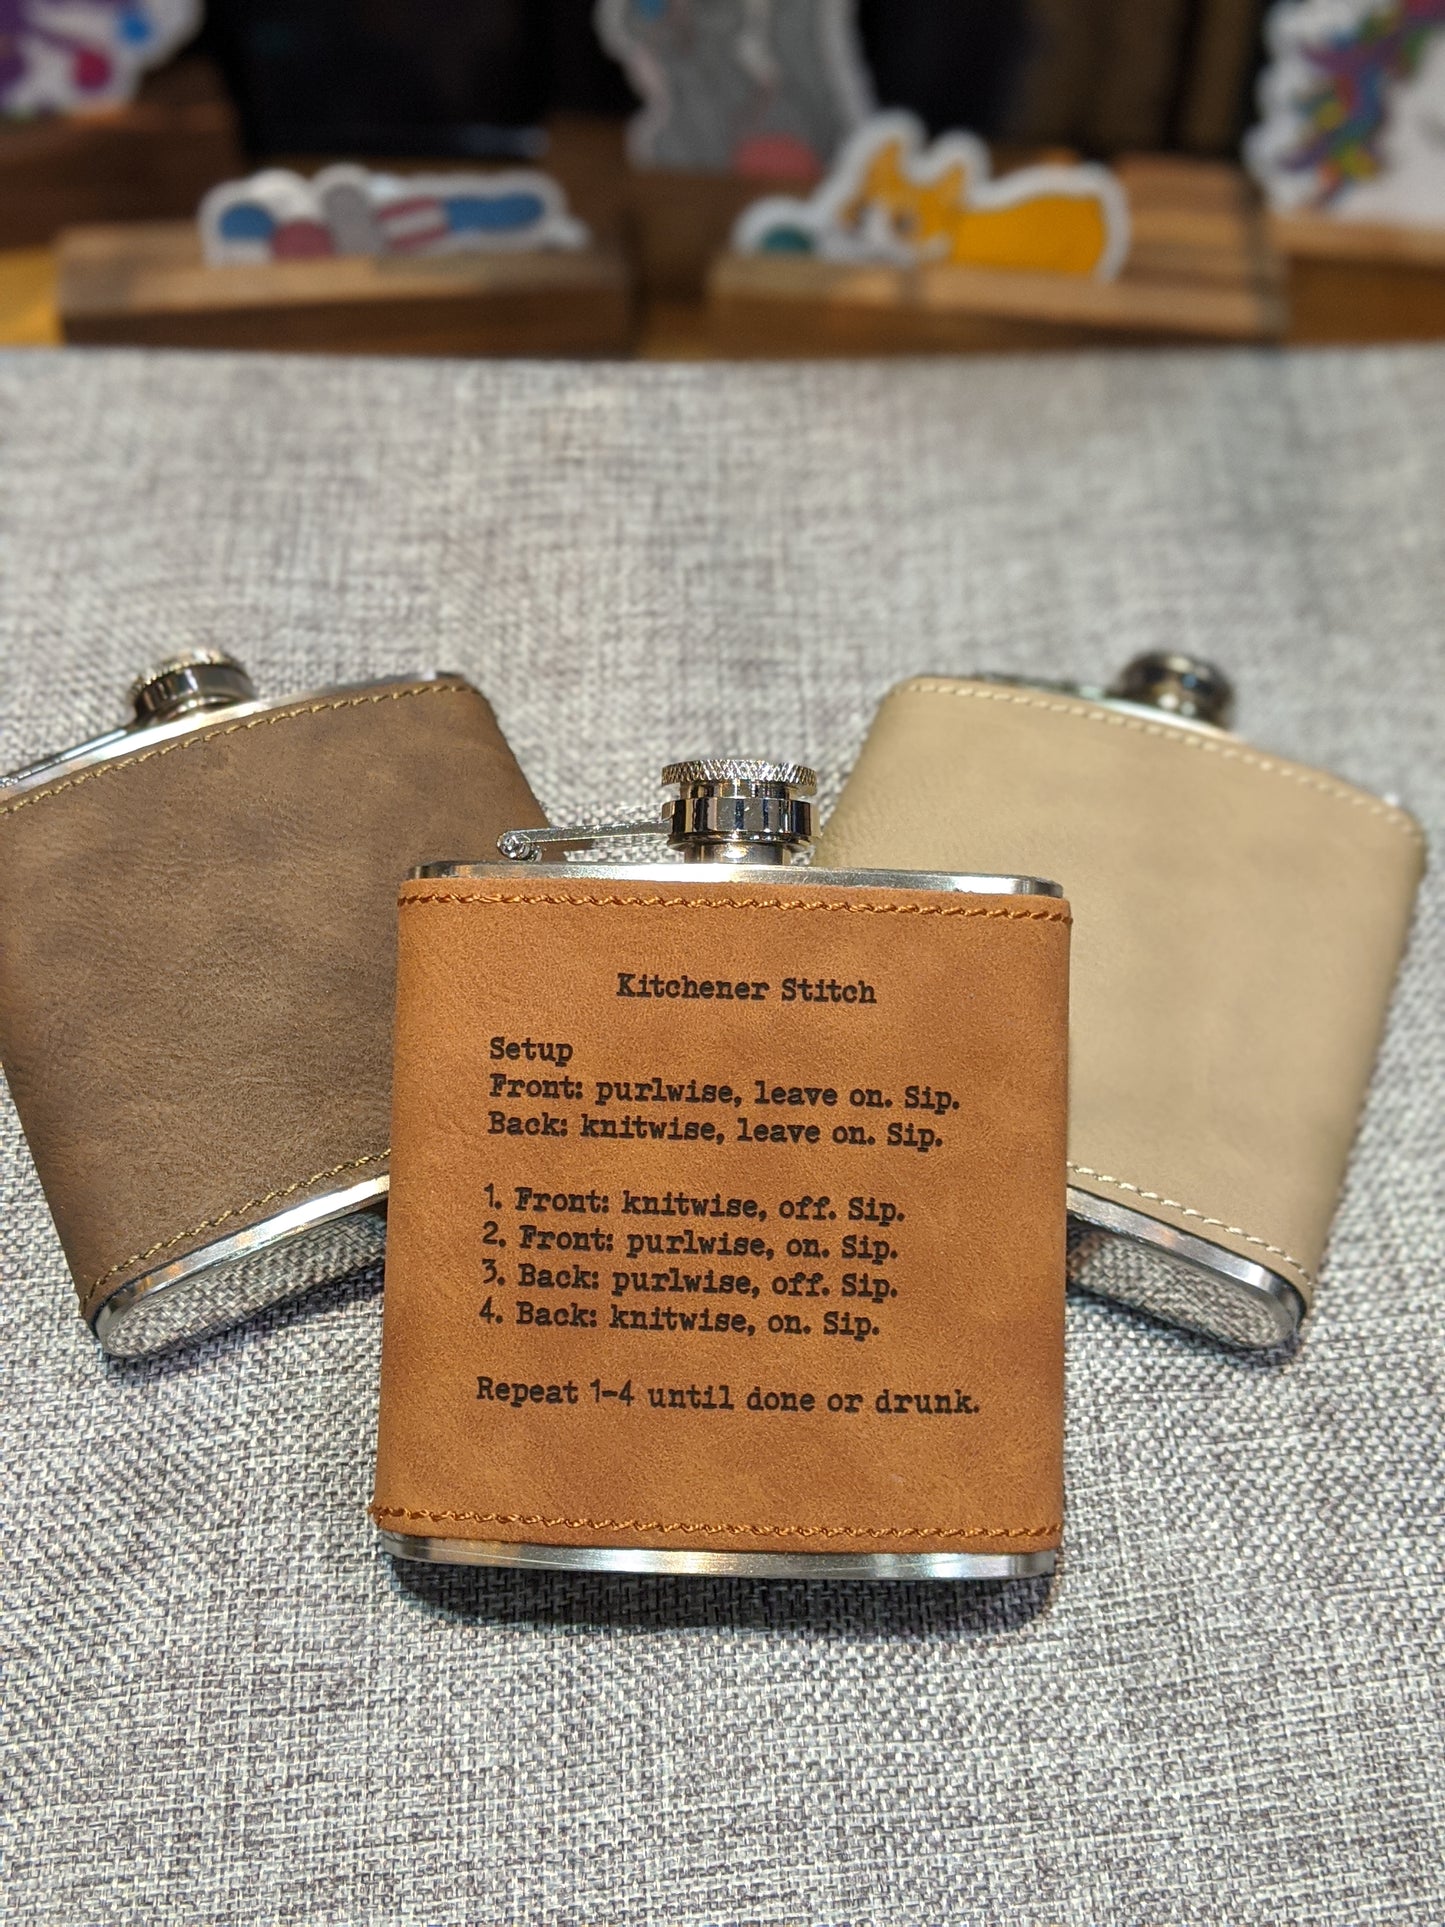 Kitchener Stitch
Setup
Front: purlwise, leave on. Sip.
Back: knitwise, leave on. Sip.
1. Front: knitwise, off. Sip.
2. Front: purlwise, on. Sip.
3. Back: purlwise, off. Sip.
4. Back: knitwise, on. Sip.
Repeat 1-4 until done or drunk.